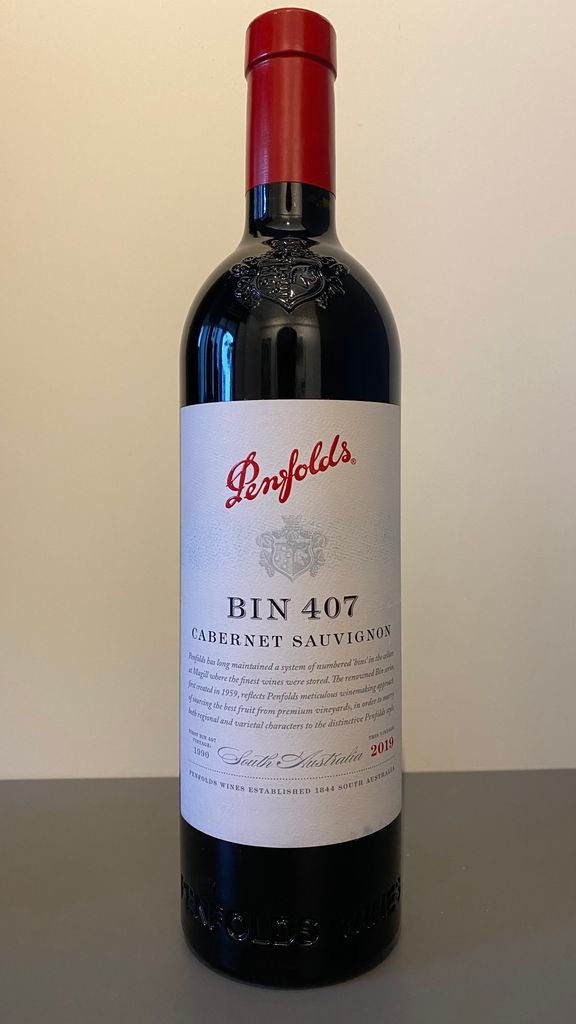 Penfolds®
BIN 407
CABERNET SAUVIGNON
Penfolds has long maintained a system of numbered 'bins' in the cellars
at Magill where the finest wines were stored. The renowned Bin series,
first created in 1959, reflects Penfolds meticulous winemaking approach
of sourcing the best fruit from premium vineyards, in order to marry
both regional and varietal characters to the distinctive Penfolds style.
FIRST BIN 407
VINTAGE:
1990
South Australia
THIS VINTAGE
2019
PENFOLDS WINES ESTABLISHED 1844 SOUTH AUSTRALIA
PENFOLDS WINES